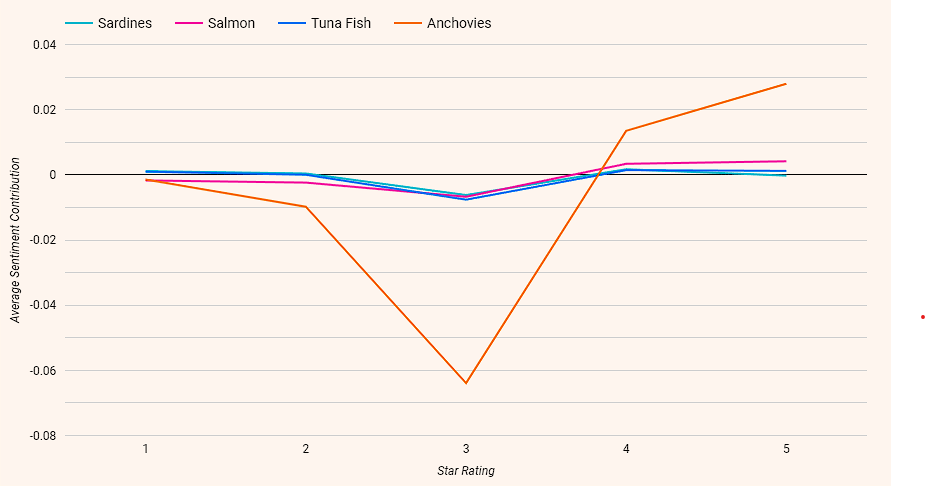 Sardines Salmon Tuna Fish Anchovies
0.04
0.02
0
-0.02
-0.04
-0.06
-0.08
Average Sentiment Contribution
1 2 3 4 5
Star Rating